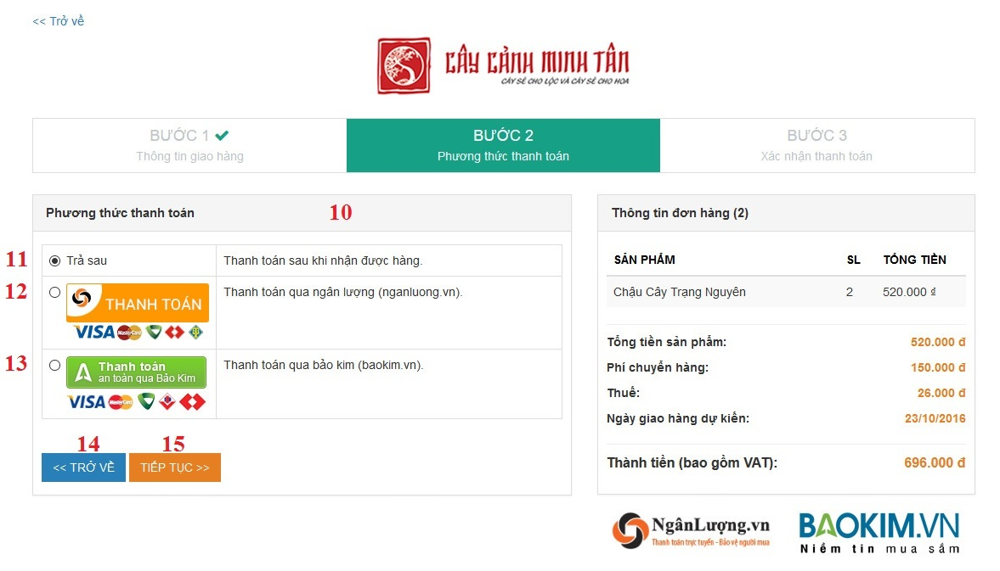 << Trở về
CÂY CẢNH MINH TÂN
CÂY SẼ CHO LỘC VÀ CÂY SẼ CHO HOA
BƯỚC 1
Thông tin giao hàng
BƯỚC 2
Phương thức thanh toán
BƯỚC 3
Xác nhận thanh toán
Phương thức thanh toán
10
11
Trả sau
Thanh toán sau khi nhận được hàng.
12
THANH TOÁN
VISA MasterCard
Thanh toán qua ngân lượng (nganluong.vn).
13
Thanh toán
an toàn qua Bảo Kim
VISA MasterCard
Thanh toán qua bảo kim (baokim.vn).
14
15
<< TRỞ VỀ
TIẾP TỤC >>
Thông tin đơn hàng (2)
SẢN PHẨM SL TỔNG TIỀN
Chậu Cây Trạng Nguyên 2 520.000 ₫
Tổng tiền sản phẩm: 520.000 đ
Phí chuyển hàng: 150.000 đ
Thuế: 26.000 đ
Ngày giao hàng dự kiến: 23/10/2016
Thành tiền (bao gồm VAT): 696.000 đ
NgânLượng.vn
Thanh toán trực tuyến - Bảo vệ người mua
BAOKIM.VN
Niềm tin mua sắm